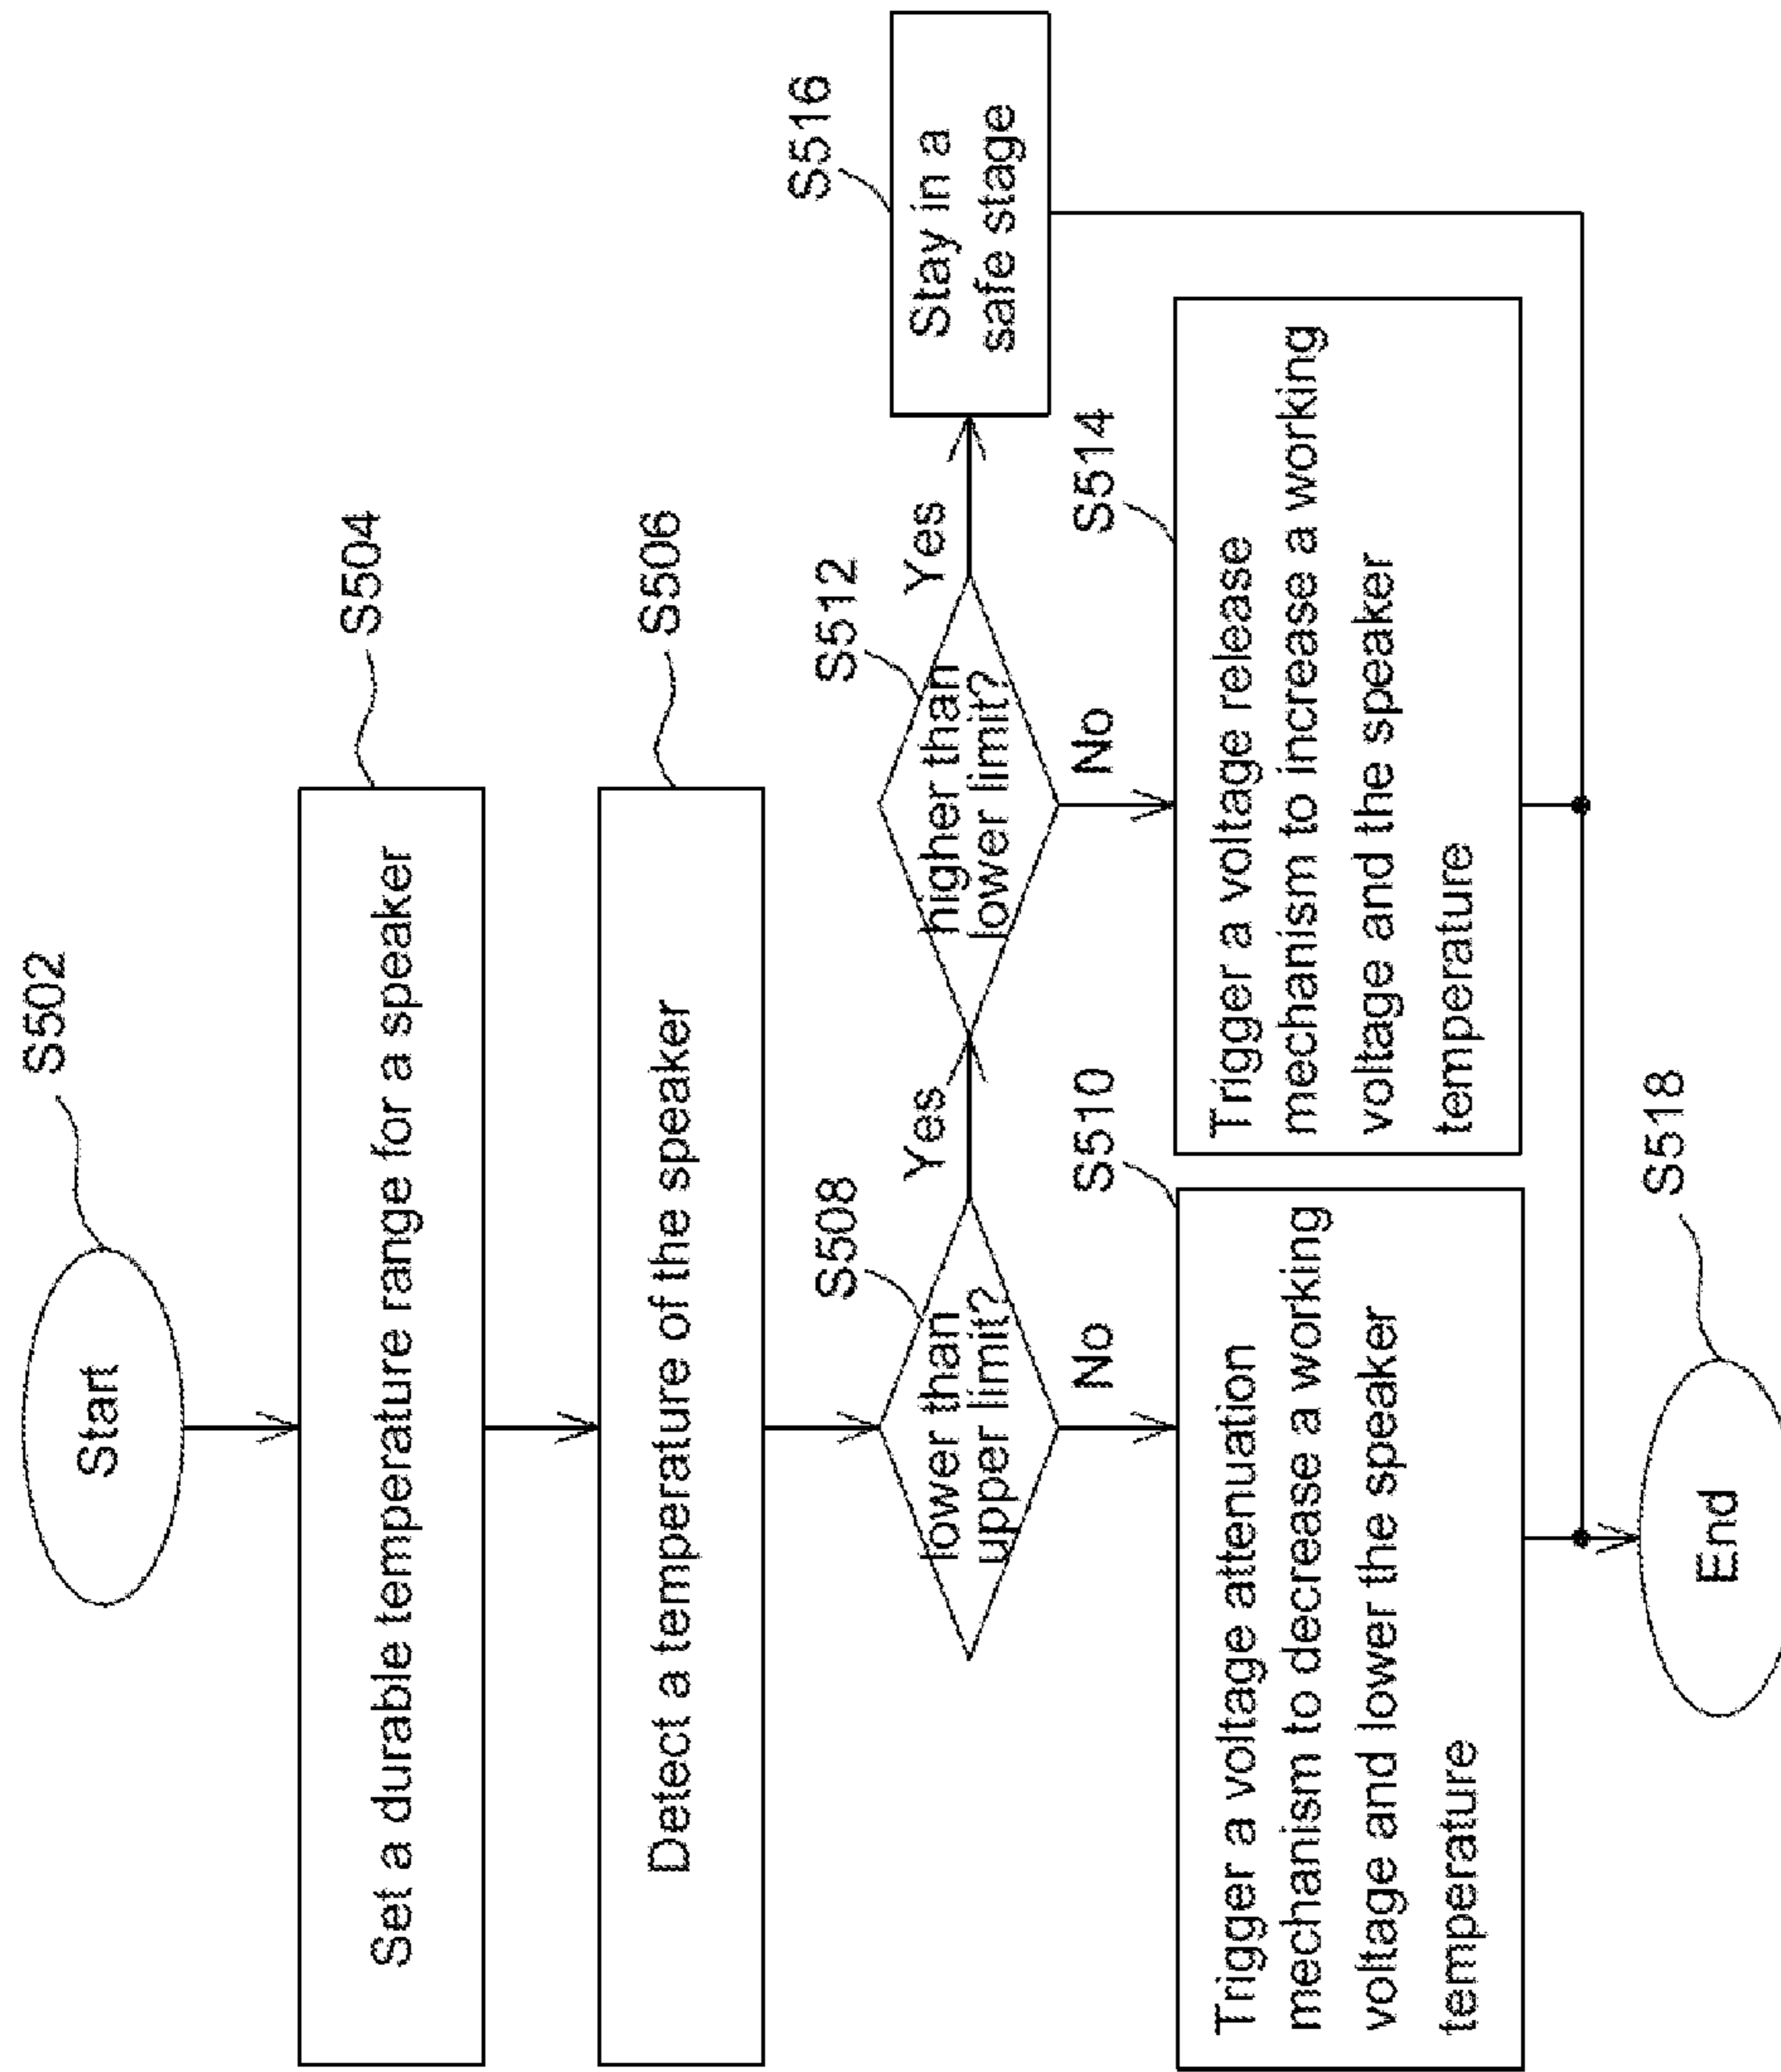 S502
Start
S504
Set a durable temperature range for a speaker
S506
Detect a temperature of the speaker
S508
lower than
upper limit?
Yes
No
S512
higher than
lower limit?
Yes
No
S516
Stay in a
safe stage
S510
Trigger a voltage attenuation
mechanism to decrease a working
voltage and lower the speaker
temperature
S514
Trigger a voltage release
mechanism to increase a working
voltage and the speaker
temperature
S518
End